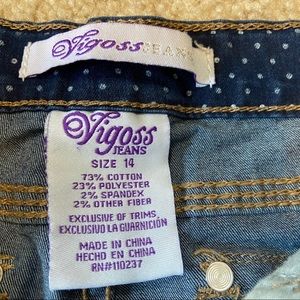 Vigoss JEANS
Vigoss
JEANS
SIZE 14
73% COTTON
23% POLYESTER
2% SPANDEX
2% OTHER FIBER
EXCLUSIVE OF TRIMS
EXCLUSIVO LA GUARNICIÓN
MADE IN CHINA
HECHO EN CHINA
RN#110237